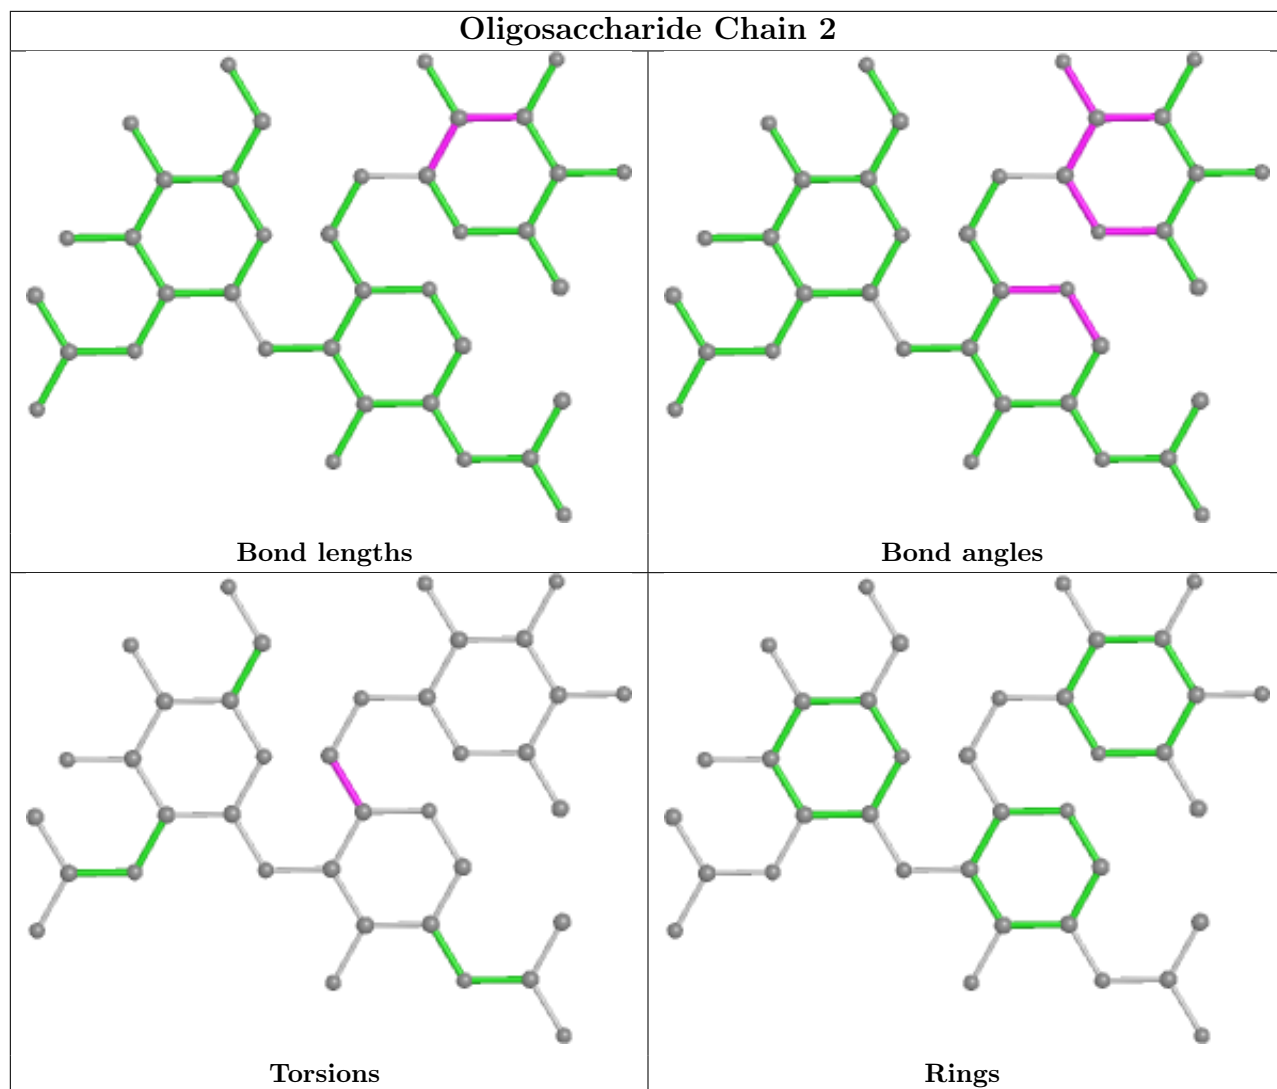 Oligosaccharide Chain 2
Bond lengths
Bond angles
Torsions
Rings